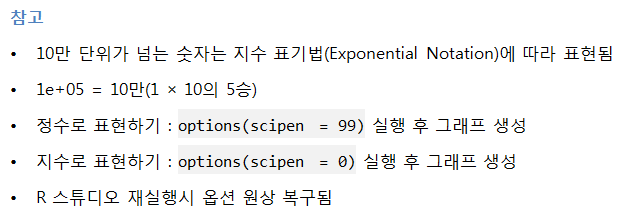 참고
• 10만 단위가 넘는 숫자는 지수 표기법(Exponential Notation)에 따라 표현됨
• 1e+05 = 10만(1 × 10의 5승)
• 정수로 표현하기 : options(scipen = 99) 실행 후 그래프 생성
• 지수로 표현하기 : options(scipen = 0) 실행 후 그래프 생성
• R 스튜디오 재실행시 옵션 원상 복구됨